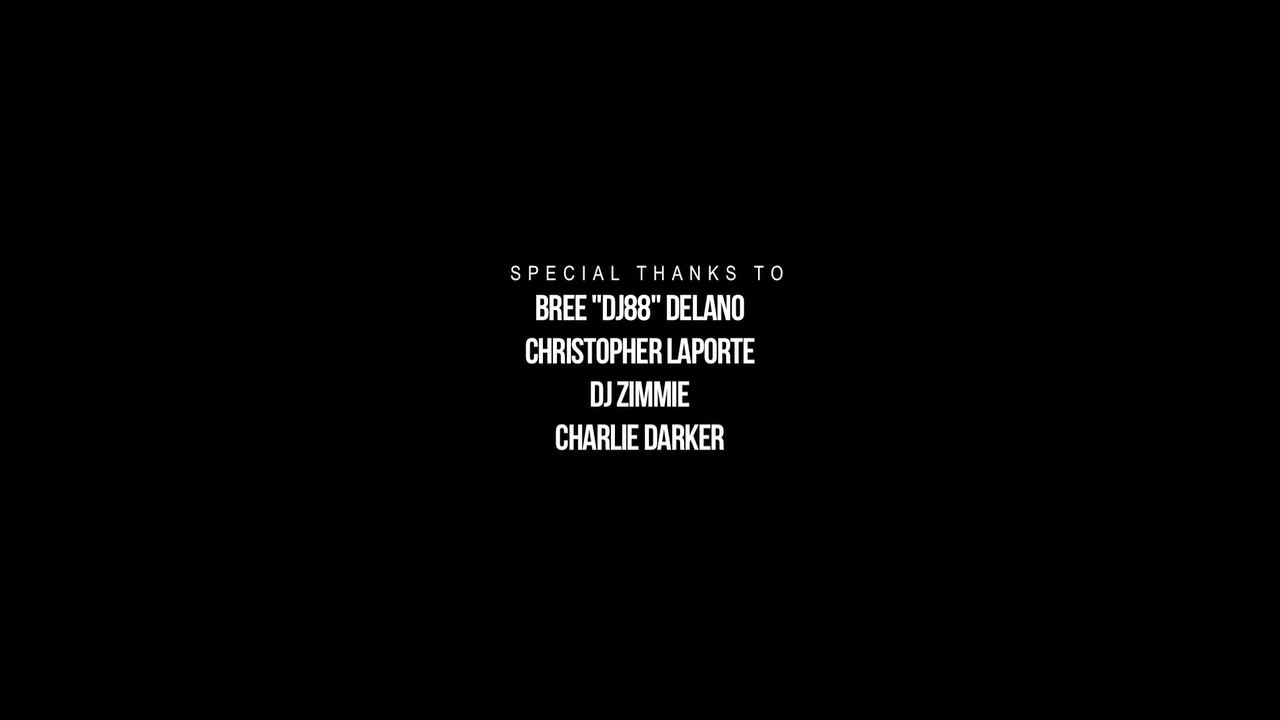 SPECIAL THANKS TO
BREE "DJ88" DELANO
CHRISTOPHER LAPORTE
DJ ZIMMIE
CHARLIE DARKER